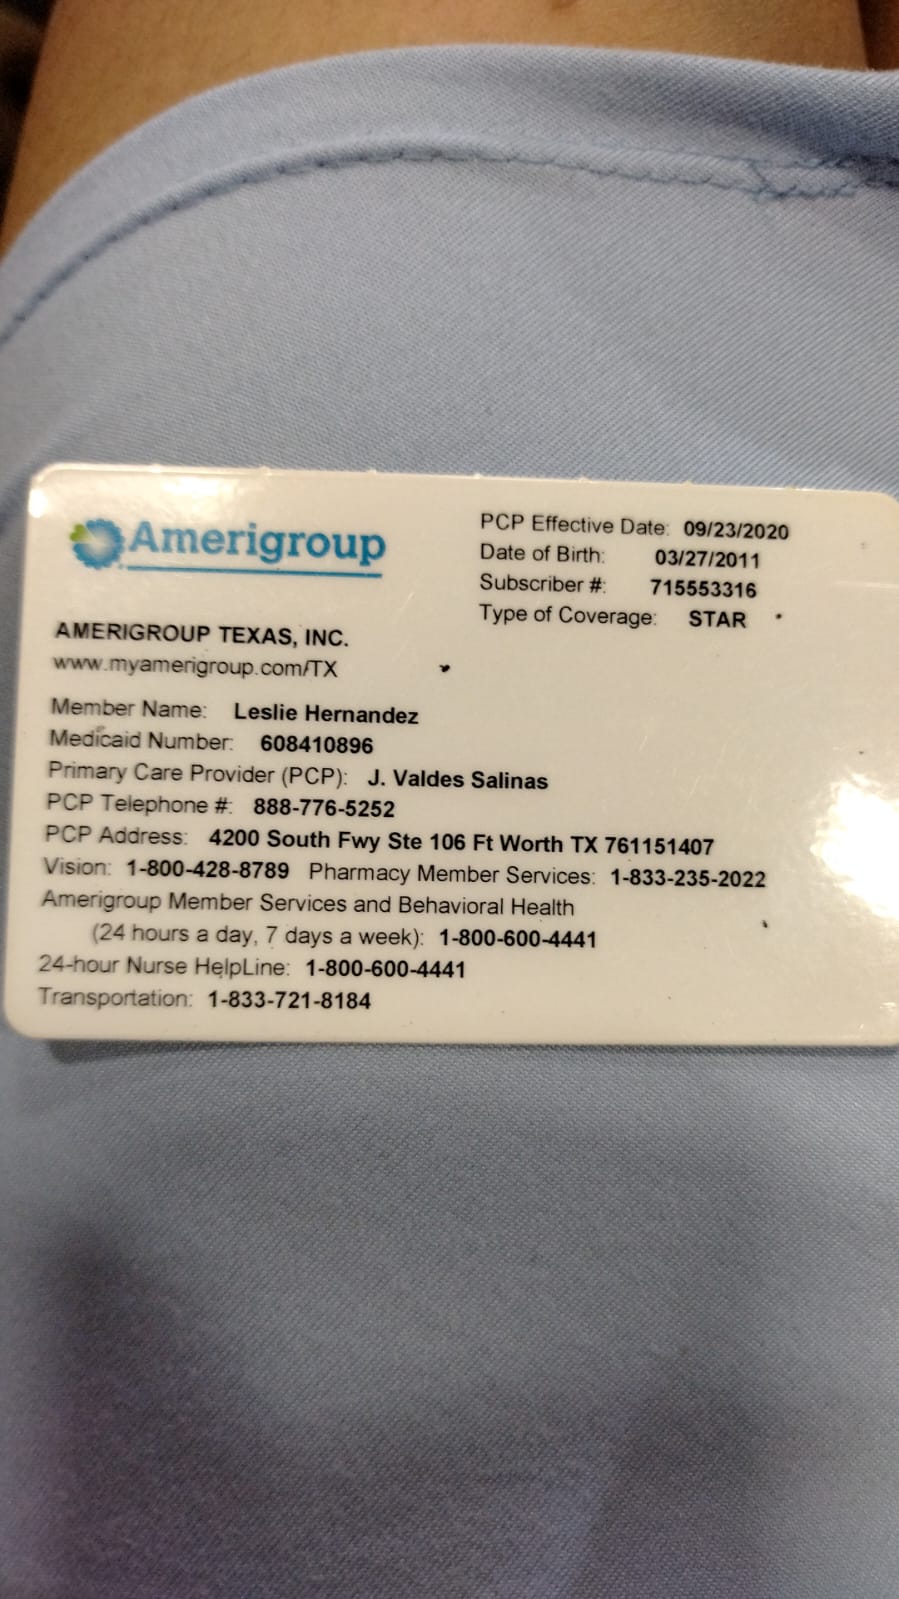 Amerigroup
PCP Effective Date: 09/23/2020
Date of Birth: 03/27/2011
Subscriber #: 715553316
Type of Coverage: STAR
AMERIGROUP TEXAS, INC.
www.myamerigroup.com/TX
Member Name: Leslie Hernandez
Medicaid Number: 608410896
Primary Care Provider (PCP): J. Valdes Salinas
PCP Telephone #: 888-776-5252
PCP Address: 4200 South Fwy Ste 106 Ft Worth TX 761151407
Vision: 1-800-428-8789 Pharmacy Member Services: 1-833-235-2022
Amerigroup Member Services and Behavioral Health
(24 hours a day, 7 days a week): 1-800-600-4441
24-hour Nurse HelpLine: 1-800-600-4441
Transportation: 1-833-721-8184